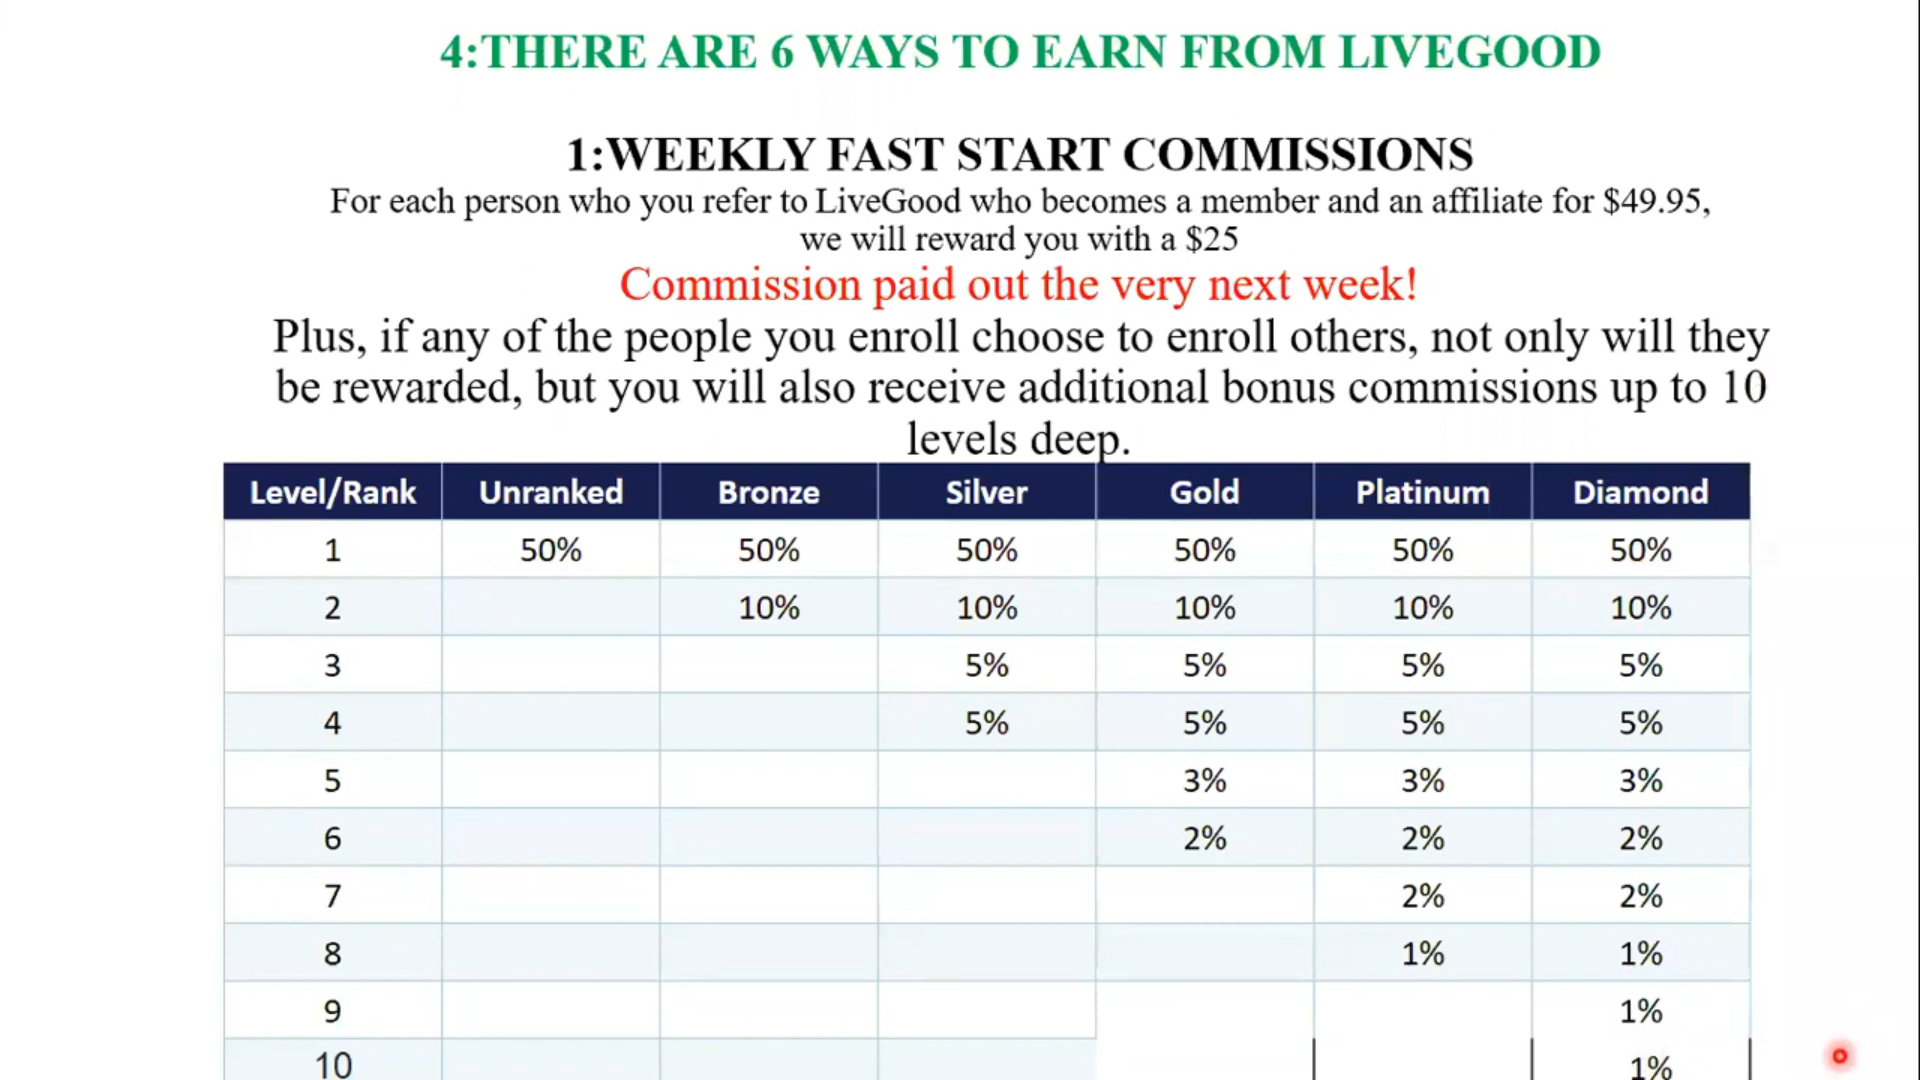 4:THERE ARE 6 WAYS TO EARN FROM LIVEGOOD
1:WEEKLY FAST START COMMISSIONS
For each person who you refer to LiveGood who becomes a member and an affiliate for $49.95,
we will reward you with a $25
Commission paid out the very next week!
Plus, if any of the people you enroll choose to enroll others, not only will they
be rewarded, but you will also receive additional bonus commissions up to 10
levels deep.
Level/Rank Unranked Bronze Silver Gold Platinum Diamond
1 50% 50% 50% 50% 50% 50%
2 10% 10% 10% 10% 10%
3 5% 5% 5% 5%
4 5% 5% 5% 5%
5 3% 3% 3%
6 2% 2% 2%
7 2% 2%
8 1% 1%
9 1%
10 1%